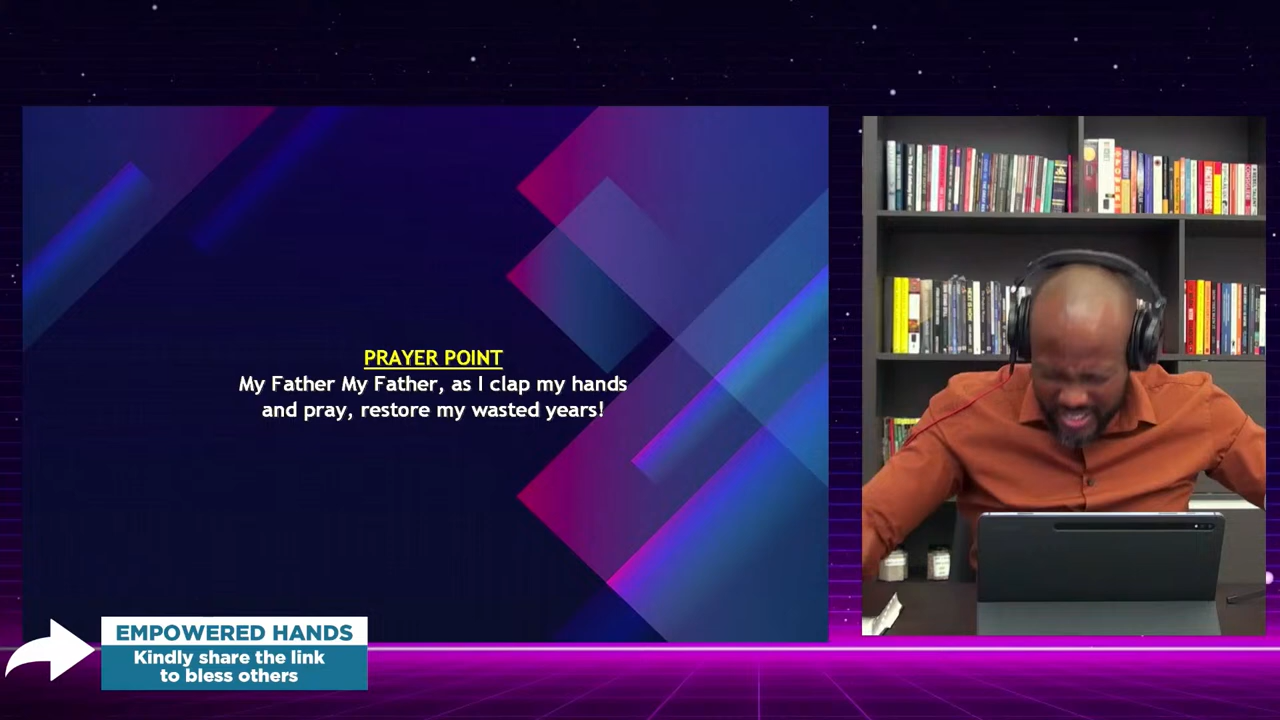 PRAYER POINT
My Father My Father, as I clap my hands
and pray, restore my wasted years!
EMPOWERED HANDS
Kindly share the link
to bless others